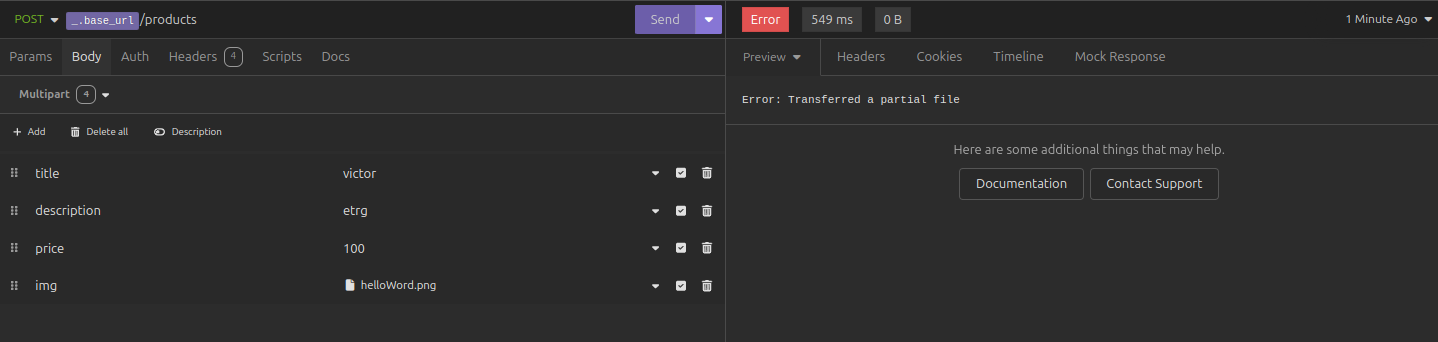 POST _.base_url /products Send
Params Body Auth Headers 4 Scripts Docs
Multipart 4
+ Add Delete all Description
title victor
description etrg
price 100
img helloWord.png
Error 549 ms 0 B 1 Minute Ago
Preview Headers Cookies Timeline Mock Response
Error: Transferred a partial file
Here are some additional things that may help.
Documentation Contact Support